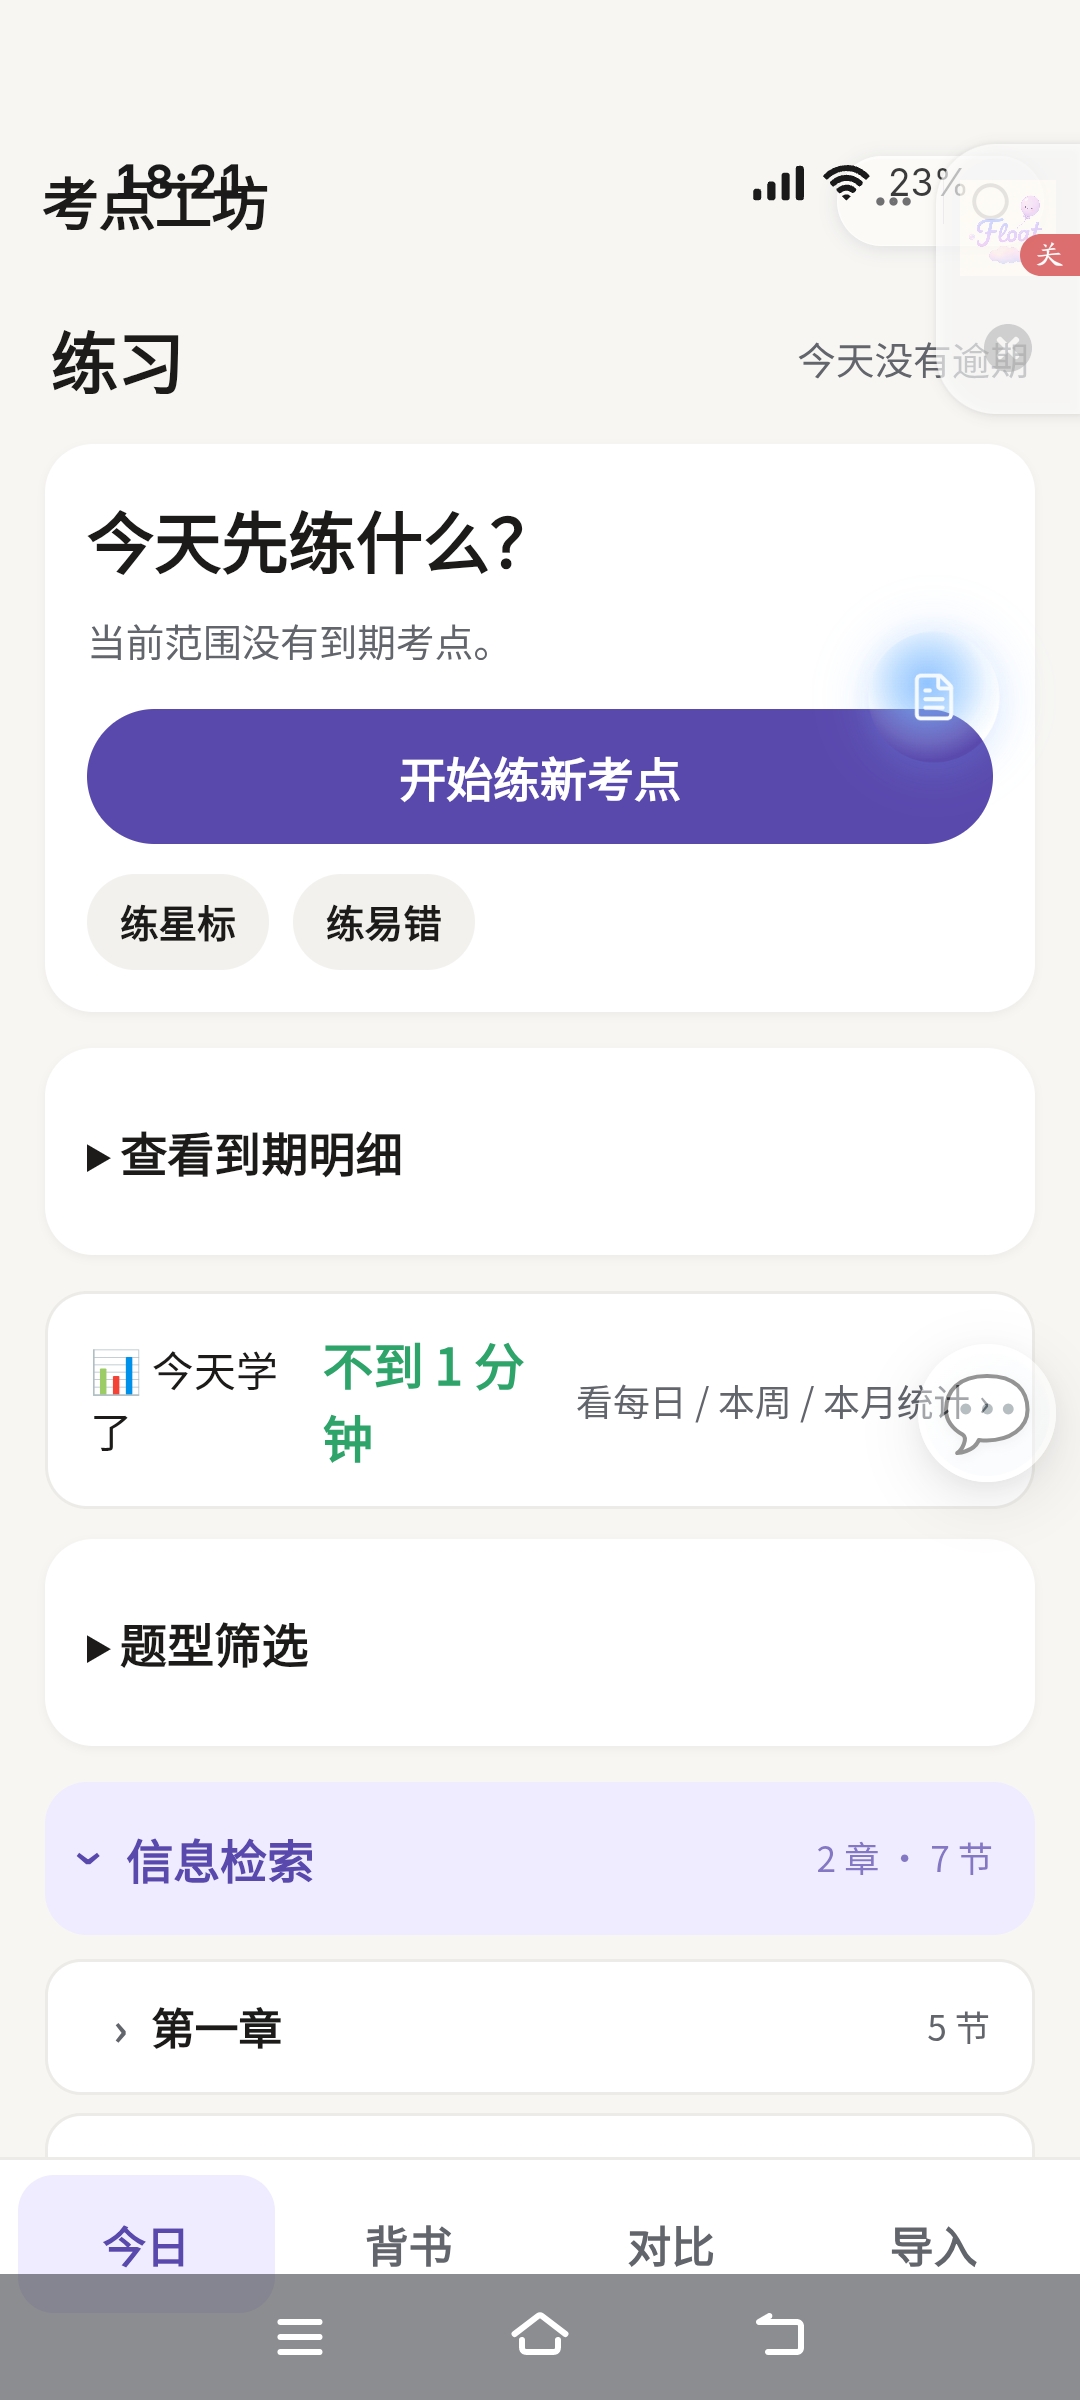 18:21
23%
考点工坊
Float
关
练习
今天没有逾期
今天先练什么？
当前范围没有到期考点。
开始练新考点
练星标
练易错
▶ 查看到期明细
📊 今天学了
不到 1 分钟
看每日 / 本周 / 本月统计 ›
▶ 题型筛选
信息检索
2 章 · 7 节
› 第一章
5 节
今日
背书
对比
导入